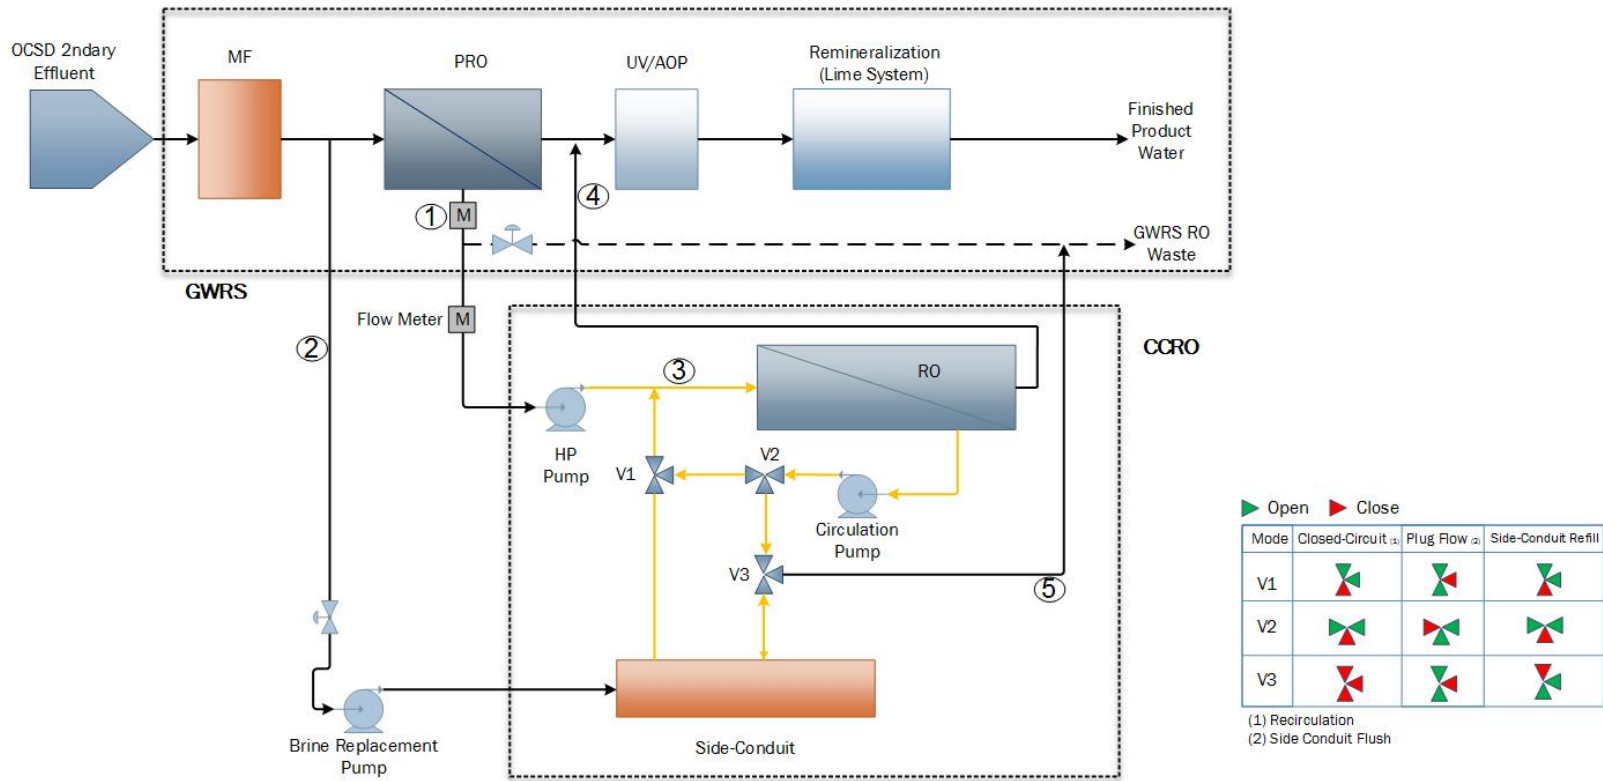 OCSD 2ndary
Effluent
MF
PRO
UV/AOP
Remineralization
(Lime System)
Finished
Product
Water
1
M
4
GWRS RO
Waste
GWRS
Flow Meter
M
2
CCRO
3
RO
HP
Pump
V1
V2
Circulation
Pump
V3
5
Brine Replacement
Pump
Side-Conduit
Open Close
Mode Closed-Circuit (1) Plug Flow (2) Side-Conduit Refill
V1
V2
V3
(1) Recirculation
(2) Side Conduit Flush